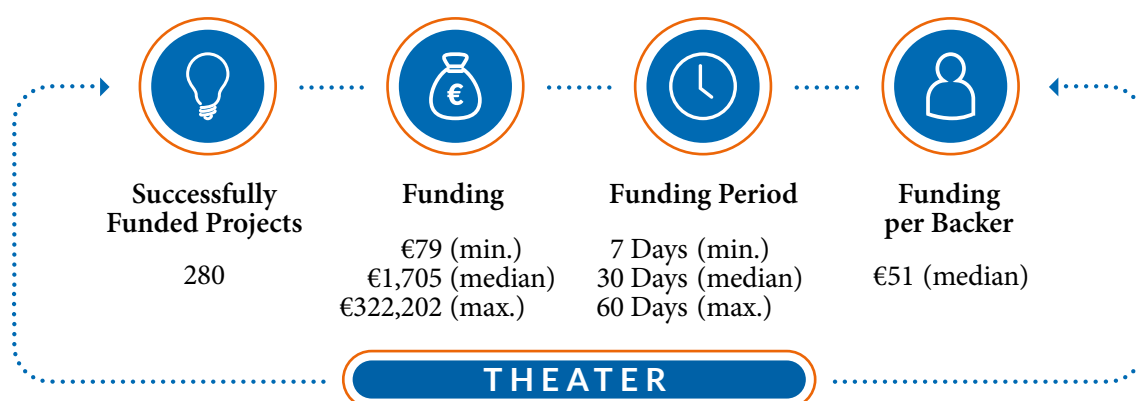 €
Successfully
Funded Projects
280
Funding
€79 (min.)
€1,705 (median)
€322,202 (max.)
Funding Period
7 Days (min.)
30 Days (median)
60 Days (max.)
Funding
per Backer
€51 (median)
THEATER